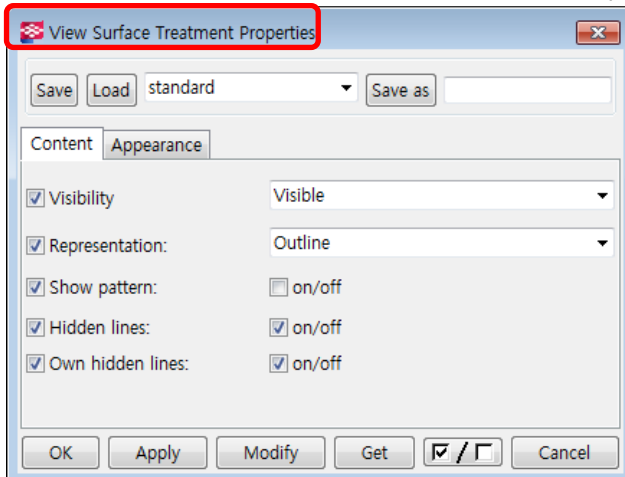 View Surface Treatment Properties
Save Load standard Save as
Content Appearance
Visibility Visible
Representation: Outline
Show pattern: on/off
Hidden lines: on/off
Own hidden lines: on/off
OK Apply Modify Get / Cancel